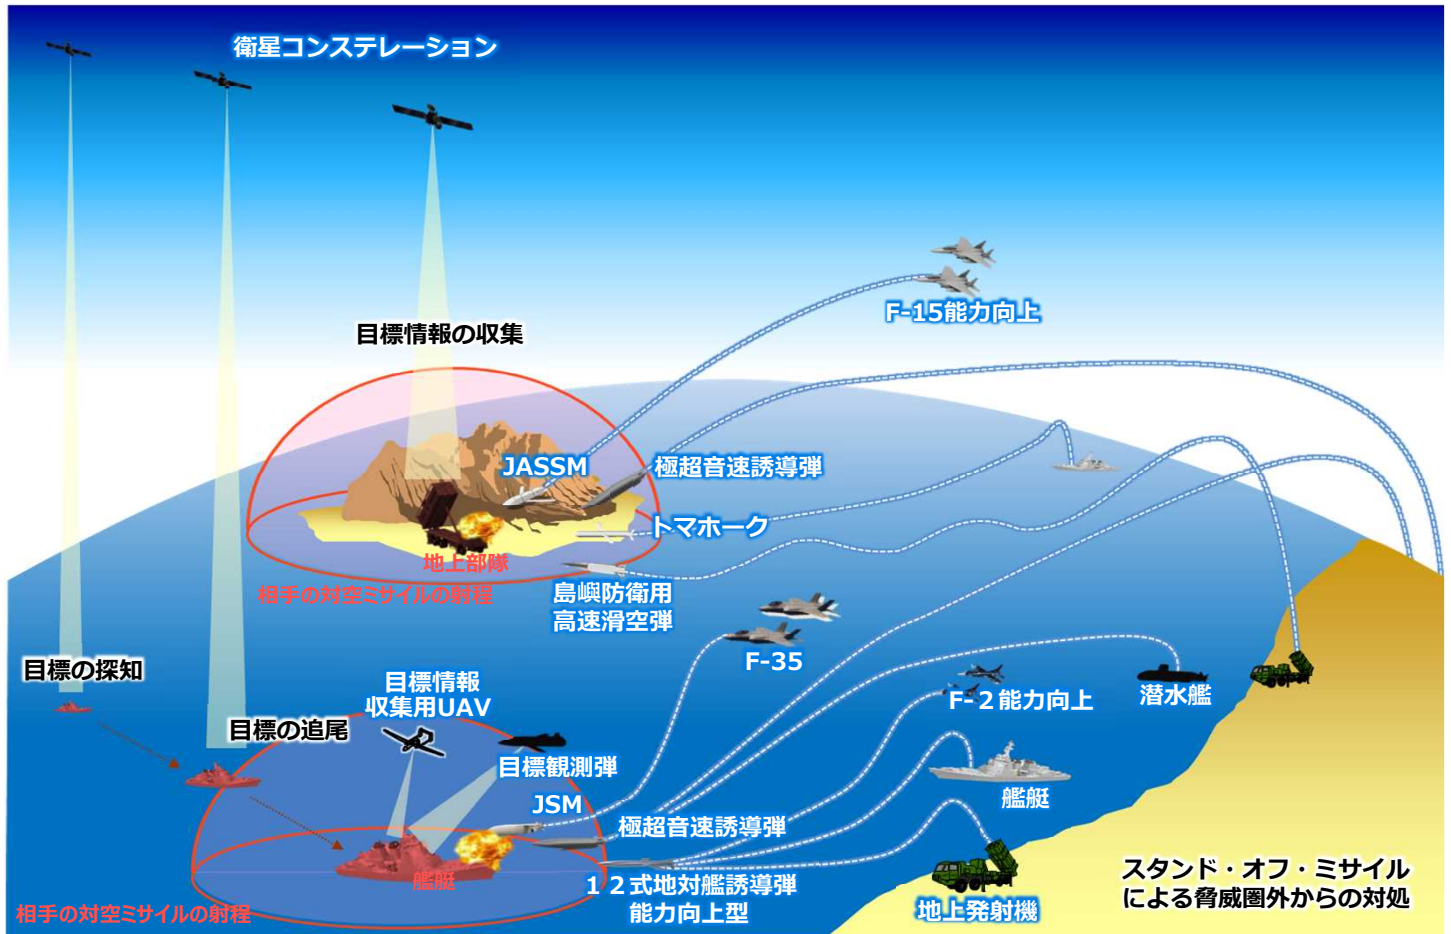 衛星コンステレーション
F-15能力向上
目標情報の収集
JASSM
極超音速誘導弾
トマホーク
地上部隊
相手の対空ミサイルの射程
島嶼防衛用
高速滑空弾
F-35
目標の探知
目標情報
収集用UAV
F-２能力向上
潜水艦
目標の追尾
目標観測弾
JSM
艦艇
極超音速誘導弾
艦艇
１２式地対艦誘導弾
能力向上型
地上発射機
スタンド・オフ・ミサイル
による脅威圏外からの対処
相手の対空ミサイルの射程